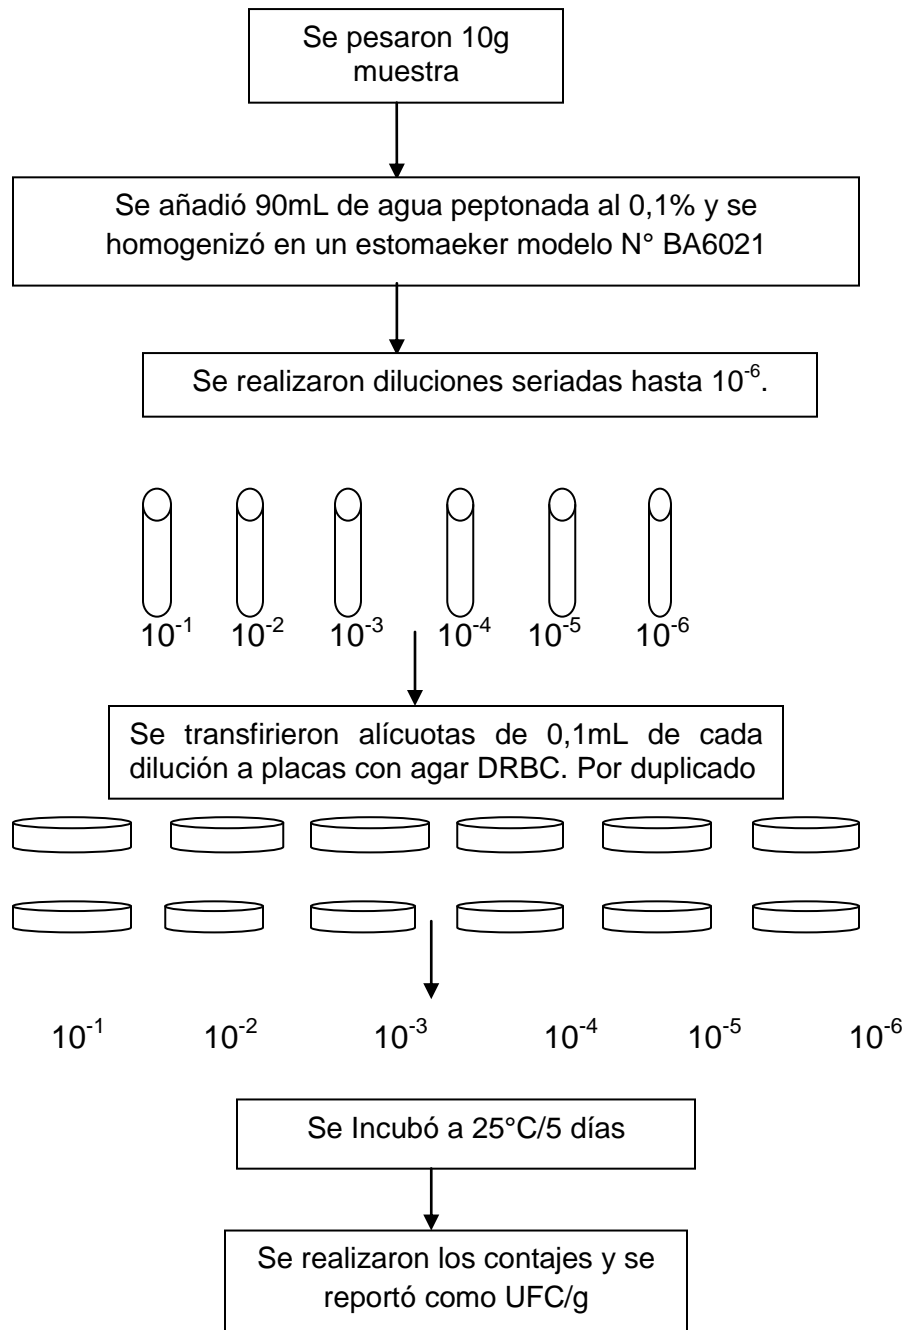 Se pesaron 10g
muestra
Se añadió 90mL de agua peptonada al 0,1% y se
homogenizó en un estomaeker modelo N° BA6021
Se realizaron diluciones seriadas hasta 10⁻⁶.
10⁻¹ 10⁻² 10⁻³ 10⁻⁴ 10⁻⁵ 10⁻⁶
Se transfirieron alícuotas de 0,1mL de cada
dilución a placas con agar DRBC. Por duplicado
10⁻¹ 10⁻² 10⁻³ 10⁻⁴ 10⁻⁵ 10⁻⁶
Se Incubó a 25°C/5 días
Se realizaron los contajes y se
reportó como UFC/g